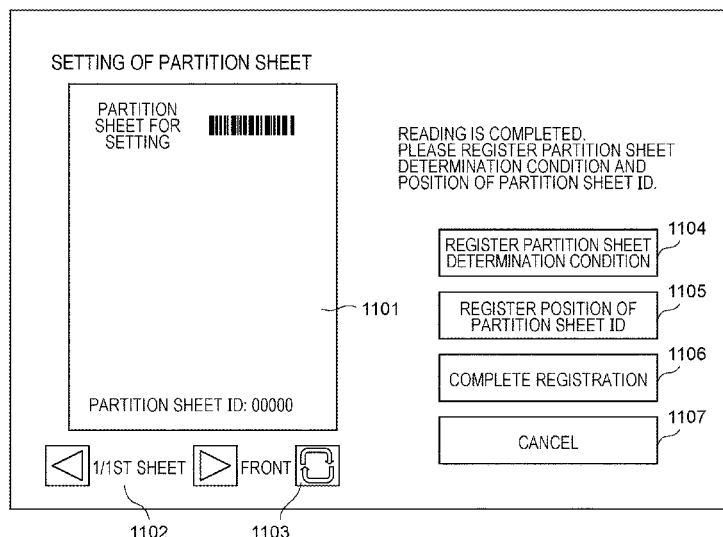 SETTING OF PARTITION SHEET
PARTITION
SHEET FOR
SETTING
READING IS COMPLETED.
PLEASE REGISTER PARTITION SHEET
DETERMINATION CONDITION AND
POSITION OF PARTITION SHEET ID.
1104
REGISTER PARTITION SHEET
DETERMINATION CONDITION
1105
REGISTER POSITION OF
PARTITION SHEET ID
1101
1106
COMPLETE REGISTRATION
PARTITION SHEET ID: 00000
1107
CANCEL
1/1ST SHEET
FRONT
1102
1103